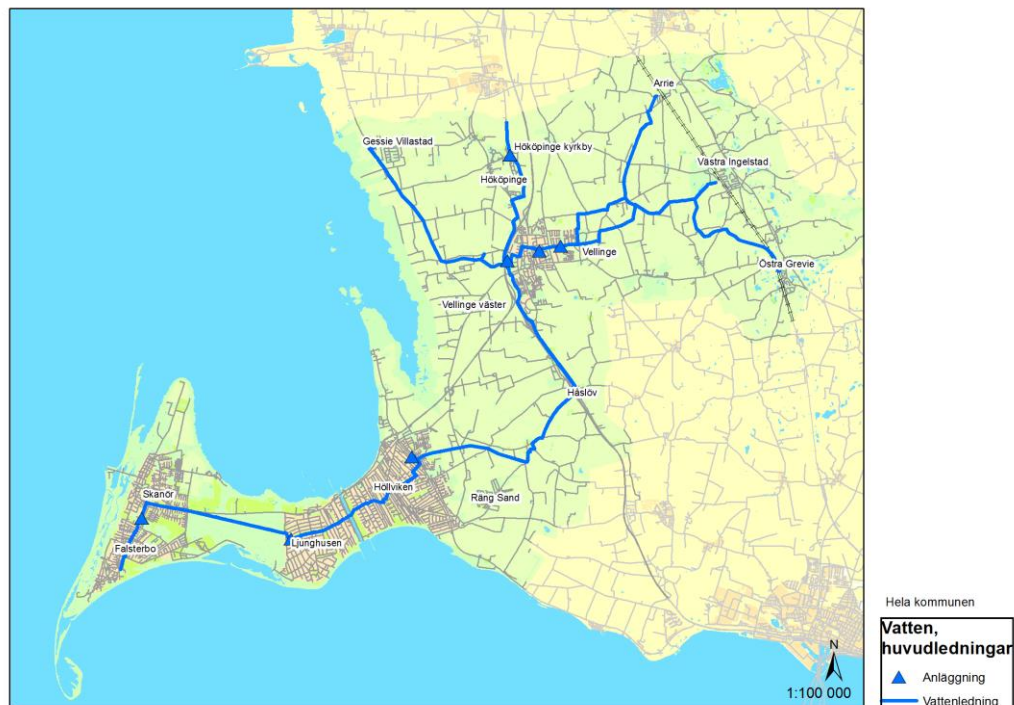 Arrie
Gessie Villastad
Hököpinge kyrkby
Västra Ingelstad
Hököpinge
Vellinge
Östra Grevie
Vellinge väster
Håslöv
Höllviken
Räng Sand
Skanör
Ljunghusen
Falsterbo
N
1:100 000
Hela kommunen
Vatten,
huvudledningar
Anläggning
Vattenledning